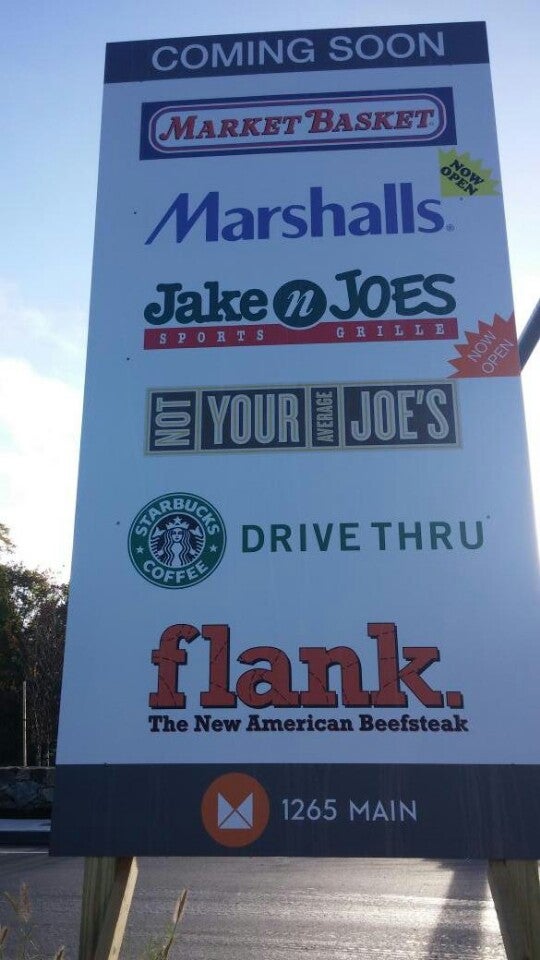 COMING SOON
MARKET BASKET
NOW OPEN
Marshalls.
Jake n JOES
SPORTS GRILLE
NOW OPEN
NOT YOUR AVERAGE JOE'S
STARBUCKS COFFEE
DRIVE THRU
flank.
The New American Beefsteak
1265 MAIN